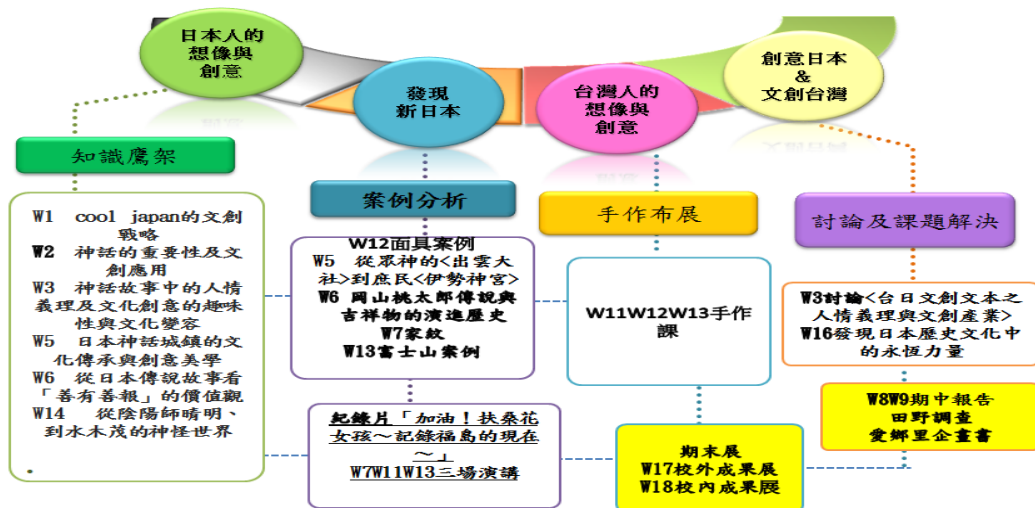 日本人的
想像與
創意
發現
新日本
台灣人的
想像與
創意
創意日本
&
文創台灣
知識鷹架
案例分析
手作布展
討論及課題解決
W1 cool japan的文創
戰略
W2 神話的重要性及文
創應用
W3 神話故事中的人情
義理及文化創意的趣味
性與文化變容
W5 日本神話城鎮的文
化傳承與創意美學
W6 從日本傳說故事看
「善有善報」的價值觀
W14 從陰陽師晴明、
到水木茂的神怪世界
W12面具案例
W5 從眾神的<出雲大
社>到庶民<伊勢神宮>
W6 岡山桃太郎傳說與
吉祥物的演進歷史
W7家紋
W13富士山案例
紀錄片「加油！扶桑花
女孩～記錄福島的現在
～」
W7W11W13三場演講
W11W12W13手作
課
期末展
W17校外成果展
W18校內成果展
W3討論<台日文創文本之
人情義理與文創產業>
W16發現日本歷史文化中
的永恆力量
W8W9期中報告
田野調查
愛鄉里企畫書